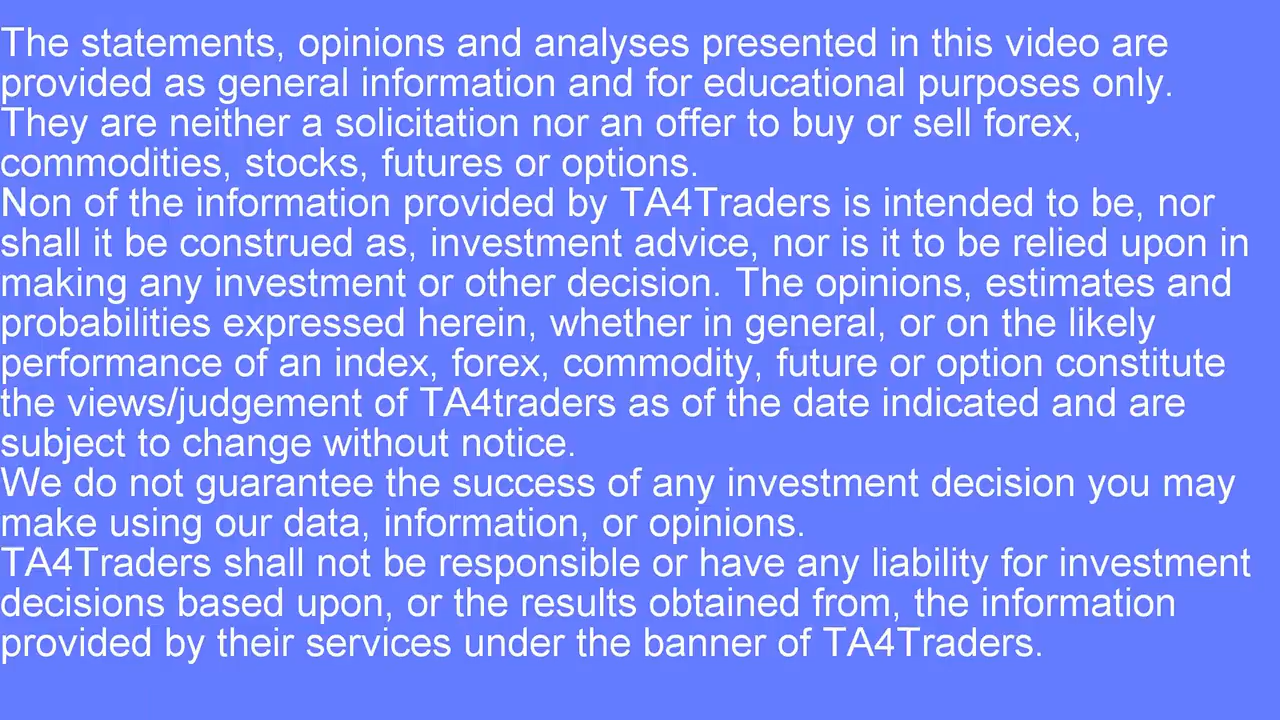 The statements, opinions and analyses presented in this video are
provided as general information and for educational purposes only.
They are neither a solicitation nor an offer to buy or sell forex,
commodities, stocks, futures or options.
Non of the information provided by TA4Traders is intended to be, nor
shall it be construed as, investment advice, nor is it to be relied upon in
making any investment or other decision. The opinions, estimates and
probabilities expressed herein, whether in general, or on the likely
performance of an index, forex, commodity, future or option constitute
the views/judgement of TA4traders as of the date indicated and are
subject to change without notice.
We do not guarantee the success of any investment decision you may
make using our data, information, or opinions.
TA4Traders shall not be responsible or have any liability for investment
decisions based upon, or the results obtained from, the information
provided by their services under the banner of TA4Traders.